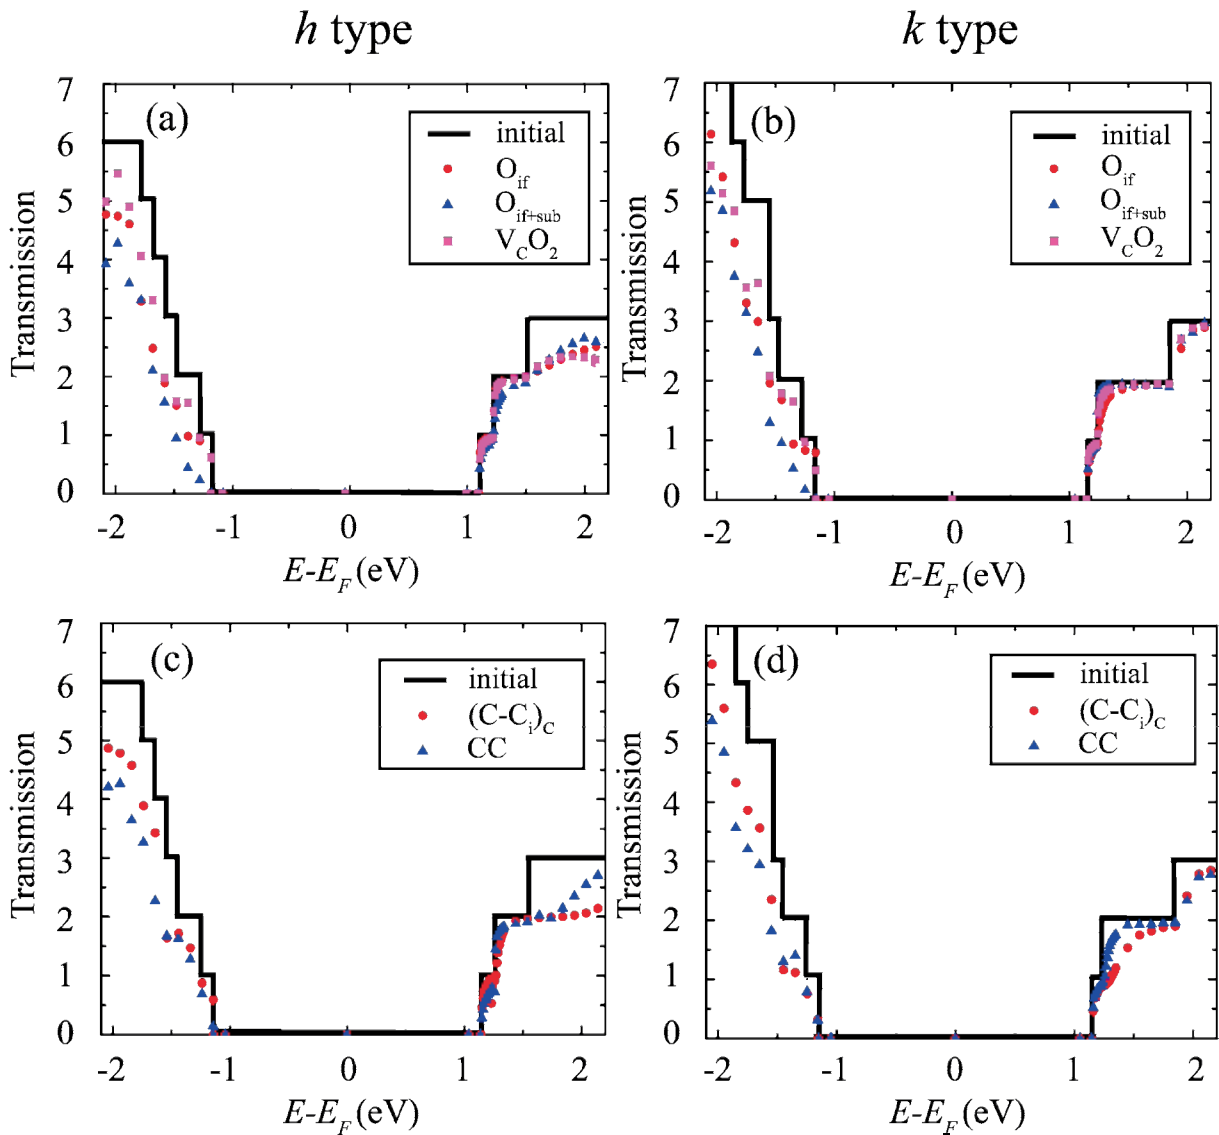 h type
k type
(a)
initial
O_if
O_if+sub
V_CO_2
7
6
5
4
3
2
1
0
Transmission
-2
-1
0
1
2
E-E_F (eV)
(b)
initial
O_if
O_if+sub
V_CO_2
7
6
5
4
3
2
1
0
Transmission
-2
-1
0
1
2
E-E_F (eV)
(c)
initial
(C-C_i)_C
CC
7
6
5
4
3
2
1
0
Transmission
-2
-1
0
1
2
E-E_F (eV)
(d)
initial
(C-C_i)_C
CC
7
6
5
4
3
2
1
0
Transmission
-2
-1
0
1
2
E-E_F (eV)